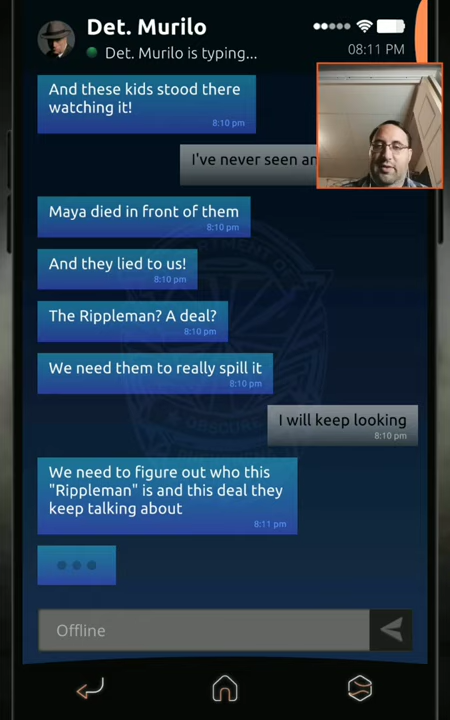 Det. Murilo
Det. Murilo is typing...
08:11 PM
And these kids stood there
watching it!
8:10 pm
I've never seen an
Maya died in front of them
8:10 pm
And they lied to us!
8:10 pm
The Rippleman? A deal?
8:10 pm
We need them to really spill it
8:10 pm
I will keep looking
8:10 pm
We need to figure out who this
"Rippleman" is and this deal they
keep talking about
8:11 pm
Offline